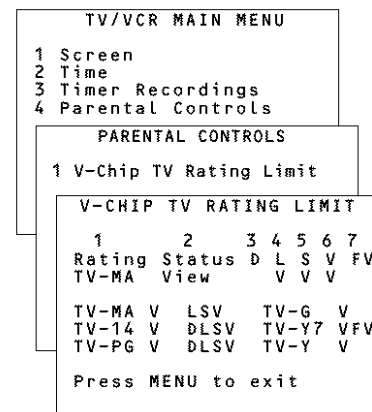 TV/VCR MAIN MENU
1 Screen
2 Time
3 Timer Recordings
4 Parental Controls
PARENTAL CONTROLS
1 V-Chip TV Rating Limit
V-CHIP TV RATING LIMIT
1 2 3 4 5 6 7
Rating Status D L S V FV
TV-MA View V V V
TV-MA V LSV TV-G V
TV-14 V DLSV TV-Y7 VFV
TV-PG V DLSV TV-Y V
Press MENU to exit